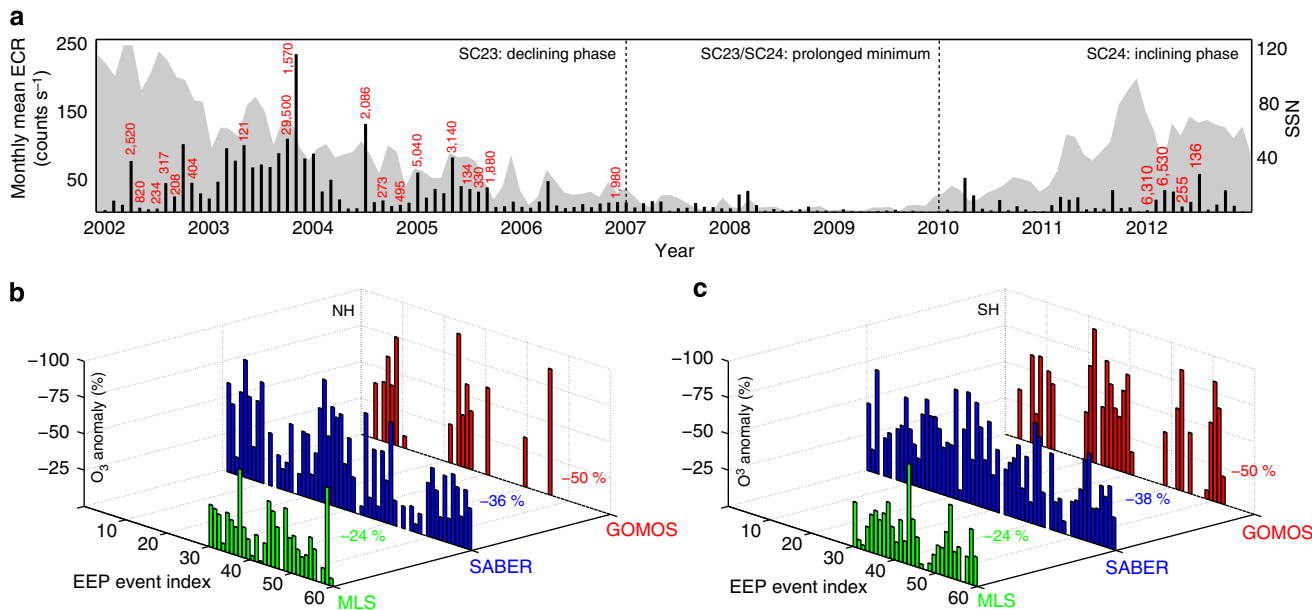 a
250
150
50
Monthly mean ECR
(counts s⁻¹)
SC23: declining phase
SC23/SC24: prolonged minimum
SC24: inclining phase
120
80
40
SSN
2,520
820
234
317
208
404
121
29,500
1,570
2,086
273
495
5,040
3,140
134
330
1,880
1,980
6,310
6,530
255
136
2002 2003 2004 2005 2006 2007 2008 2009 2010 2011 2012
Year
b
NH
−100
−75
−50
−25
O₃ anomaly (%)
−50 %
−36 %
−24 %
10
20
30
40
50
60
EEP event index
GOMOS
SABER
MLS
c
SH
−100
−75
−50
−25
O³ anomaly (%)
−50 %
−38 %
−24 %
10
20
30
40
50
60
EEP event index
GOMOS
SABER
MLS